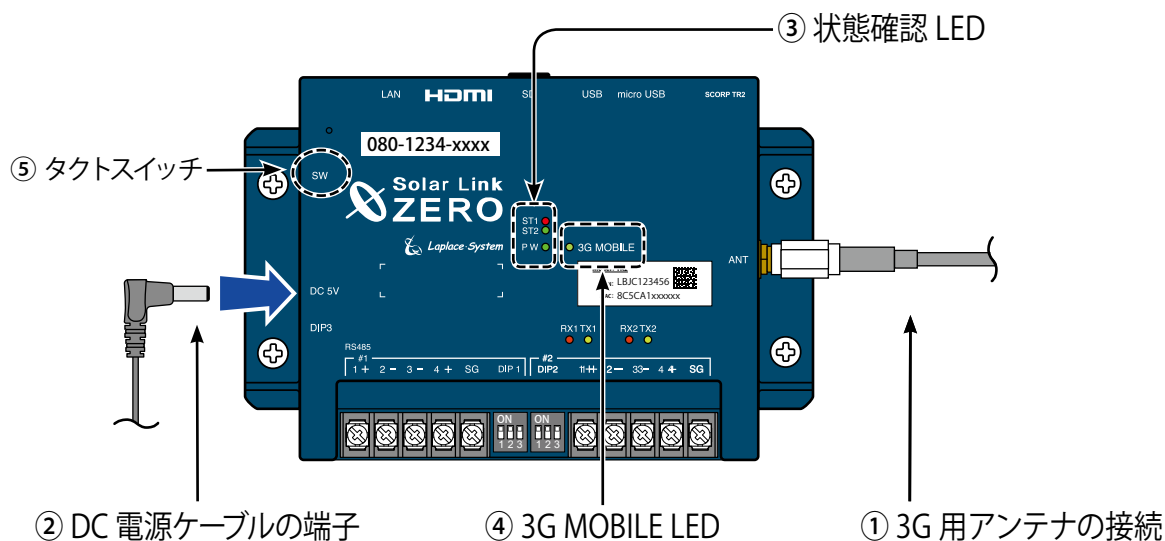 ③ 状態確認 LED
LAN HDMI SD USB micro USB SCORP TR2
080-1234-xxxx
⑤ タクトスイッチ
SW
Solar Link
ZERO
ST1
ST2
PW
3G MOBILE
Laplace·System
ANT
LBJC123456
8C5CA1xxxxxx
DC 5V
DIP3
RX1 TX1 RX2 TX2
RS485
#1 #2
1 + 2 − 3 − 4 + SG DIP 1 DIP2 2 − 33− SG
ON ON
1 2 3 1 2 3
② DC 電源ケーブルの端子
④ 3G MOBILE LED
① 3G 用アンテナの接続